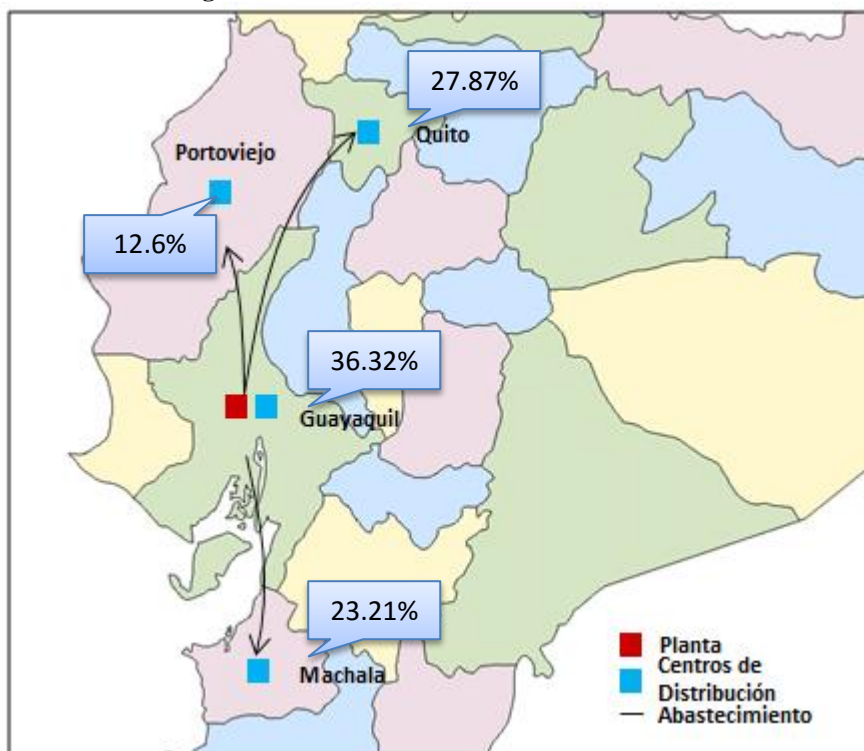 27.87%
Quito
Portoviejo
12.6%
36.32%
Guayaquil
23.21%
Machala
Planta
Centros de
Distribución
Abastecimiento